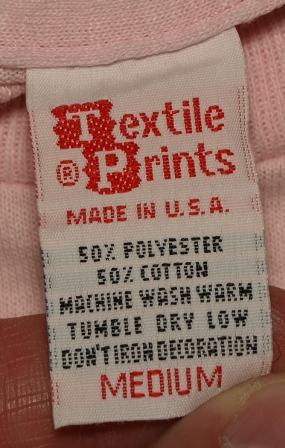 Textile
® Prints
MADE IN U.S.A.
50% POLYESTER
50% COTTON
MACHINE WASH WARM
TUMBLE DRY LOW
DON'T IRON DECORATION
MEDIUM